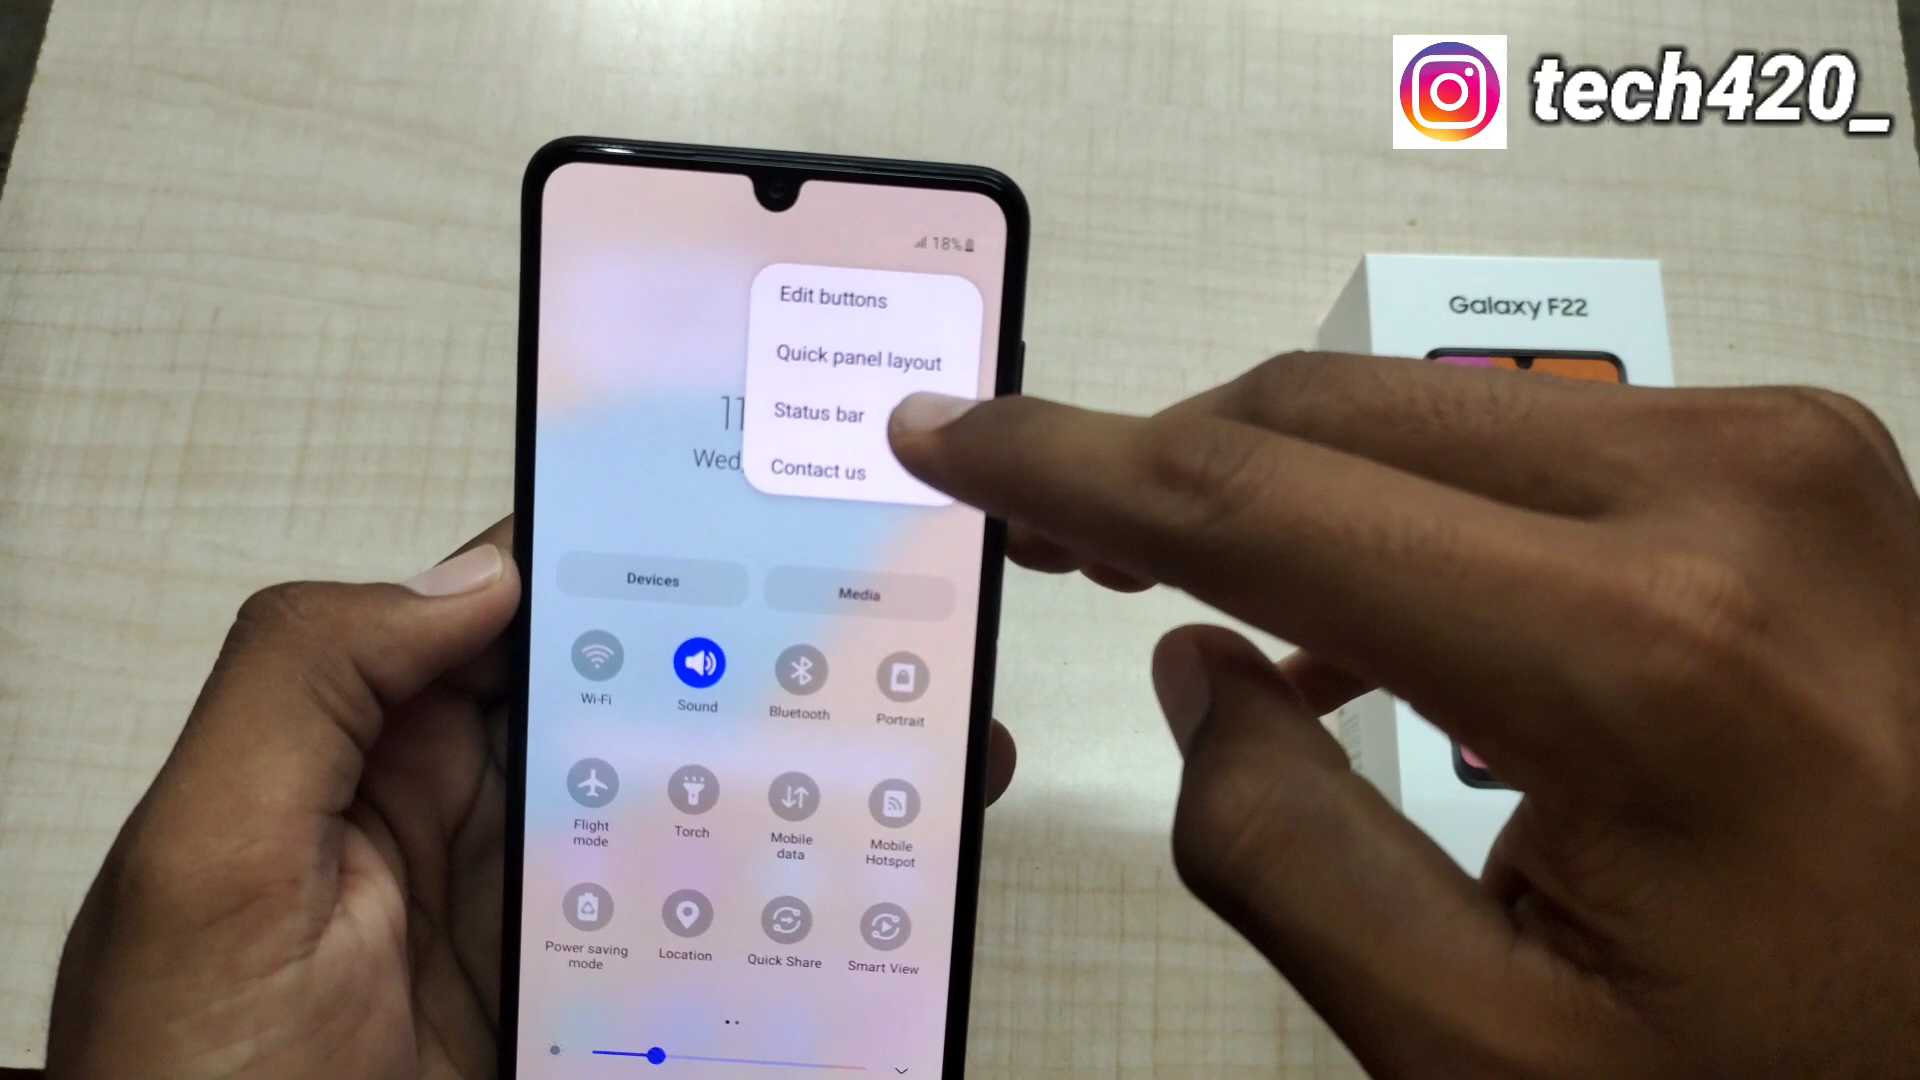 tech420_
18%
Edit buttons
Quick panel layout
Status bar
Contact us
11
Wed,
Devices
Media
Wi-Fi
Sound
Bluetooth
Portrait
Flight
mode
Torch
Mobile
data
Mobile
Hotspot
Power saving
mode
Location
Quick Share
Smart View
Galaxy F22